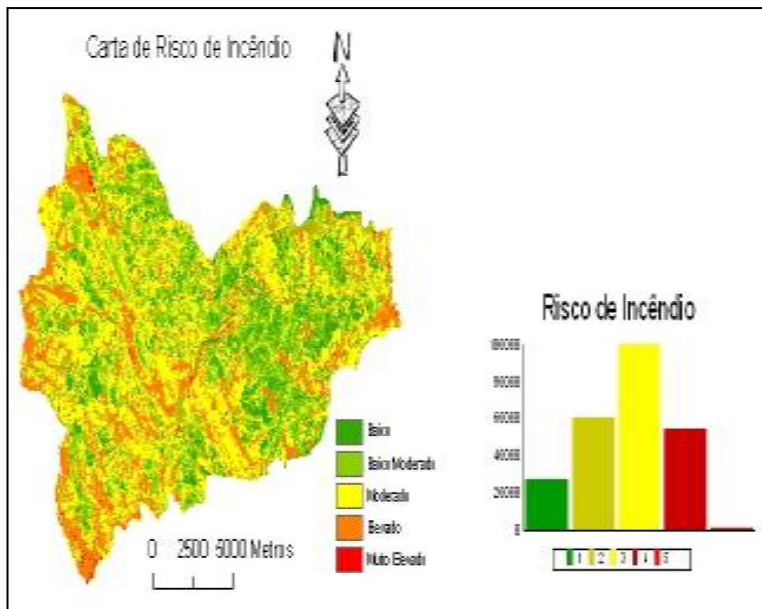 Carta de Risco de Incêndio
N
Baixo
Baixo Moderado
Moderado
Elevado
Muito Elevado
0 2500 5000 Metros
Risco de Incêndio
100000
80000
60000
40000
20000
0
1 2 3 4 5